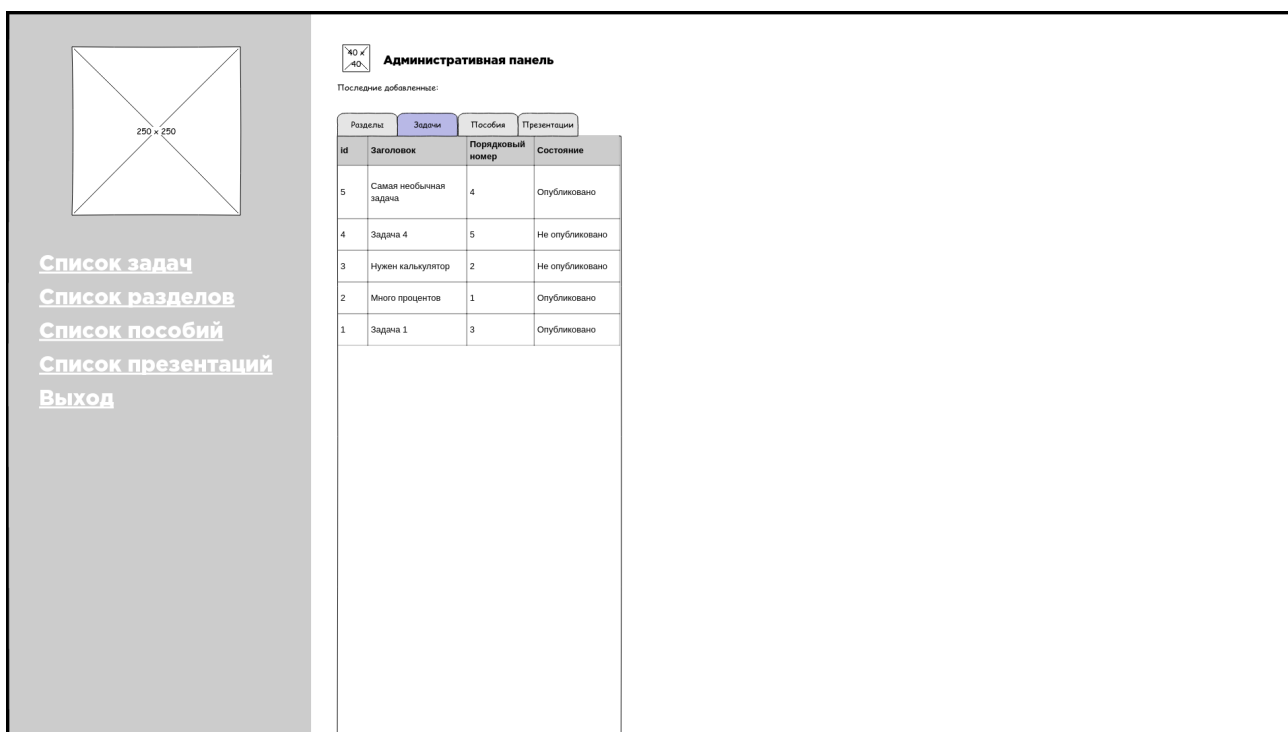 250 x 250
Список задач
Список разделов
Список пособий
Список презентаций
Выход
40 x
40
Административная панель
Последние добавленные:
Разделы Задачи Пособия Презентации
id Заголовок Порядковый номер Состояние
5 Самая необычная задача 4 Опубликовано
4 Задача 4 5 Не опубликовано
3 Нужен калькулятор 2 Не опубликовано
2 Много процентов 1 Опубликовано
1 Задача 1 3 Опубликовано